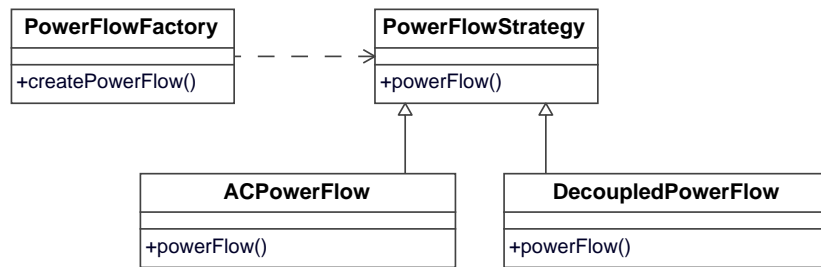 PowerFlowFactory
PowerFlowStrategy
+createPowerFlow()
+powerFlow()
ACPowerFlow
DecoupledPowerFlow
+powerFlow()
+powerFlow()